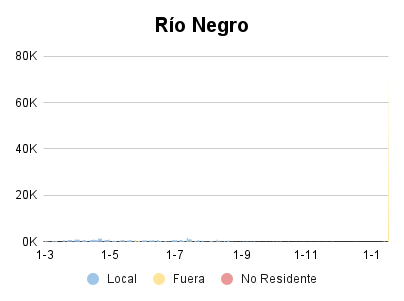 Río Negro
80K
60K
40K
20K
0K
1-3 1-5 1-7 1-9 1-11 1-1
Local Fuera No Residente